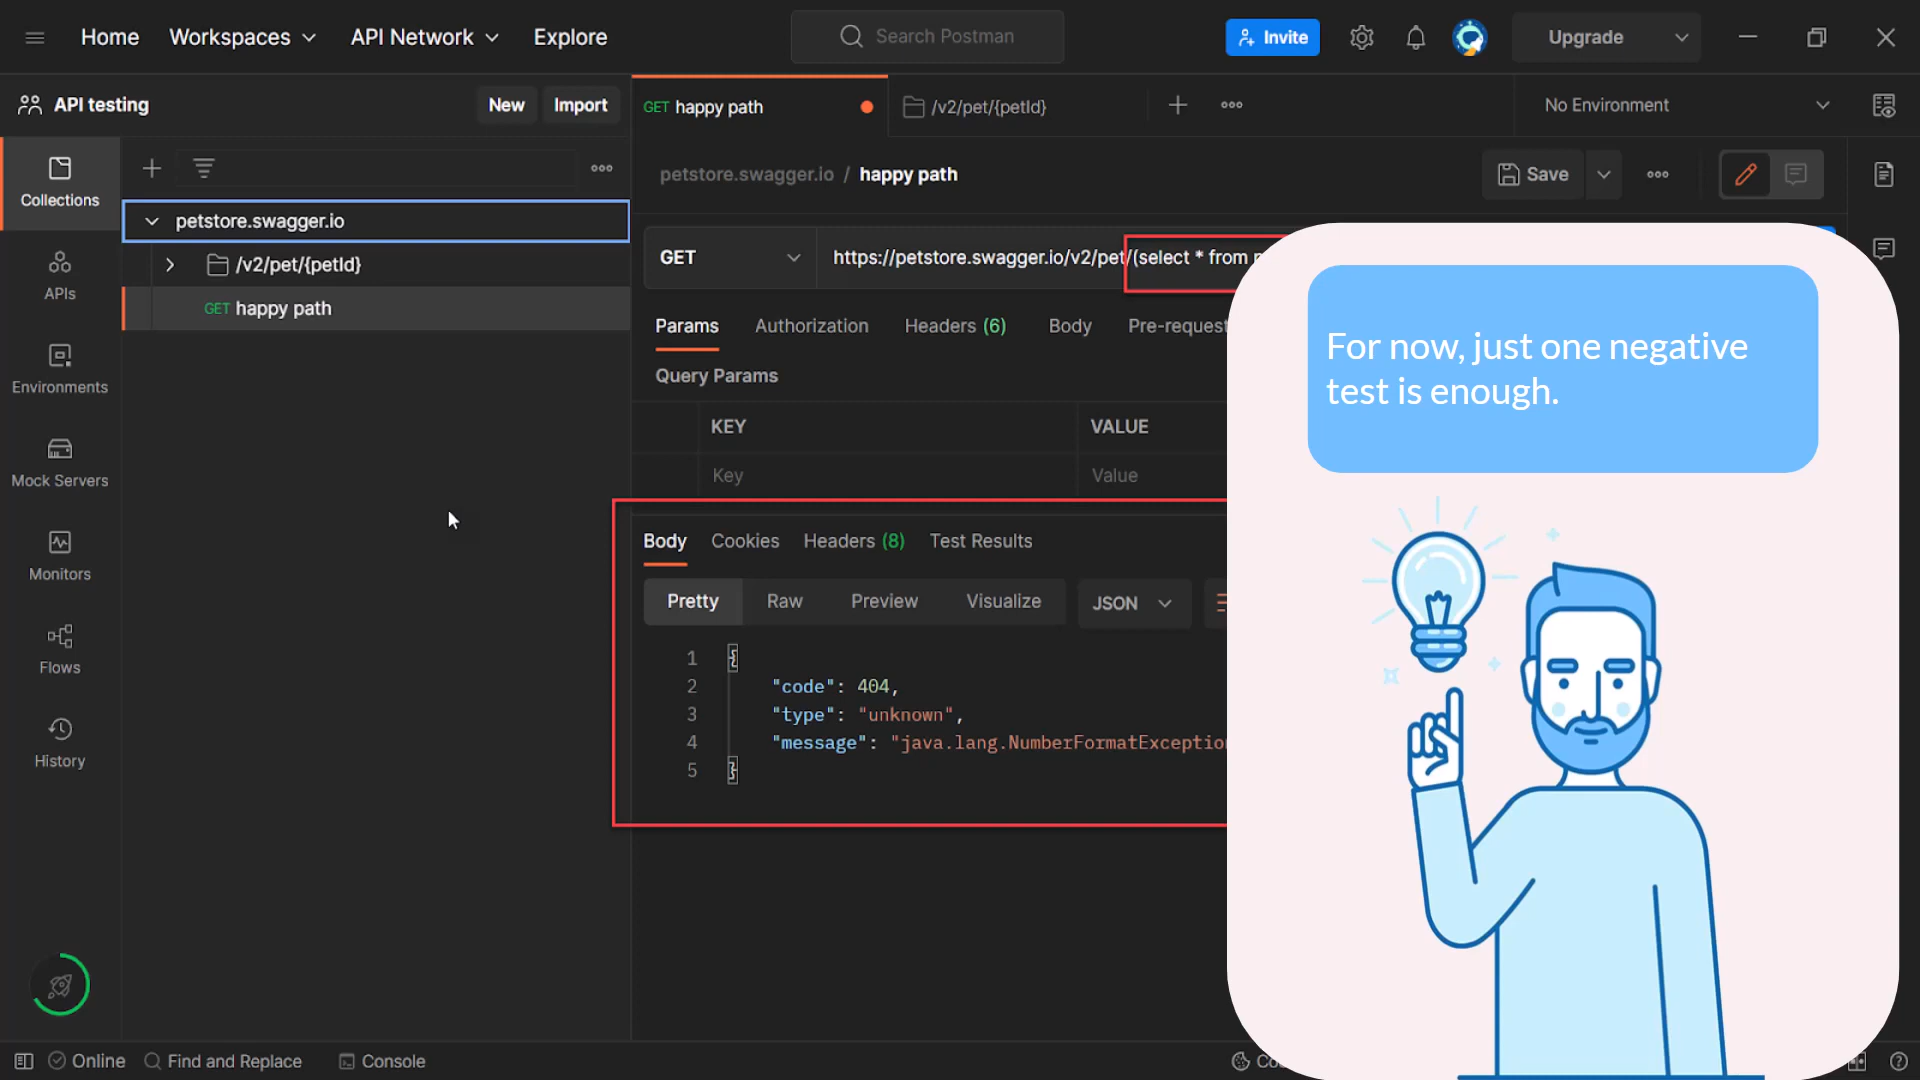 Home
Workspaces
API Network
Explore
Search Postman
Invite
Upgrade
API testing
New
Import
GET happy path
/v2/pet/{petId}
No Environment
Collections
APIs
Environments
Mock Servers
Monitors
Flows
History
petstore.swagger.io
/v2/pet/{petId}
GET happy path
petstore.swagger.io / happy path
Save
GET
https://petstore.swagger.io/v2/pet/(select * from
Params
Authorization
Headers (6)
Body
Pre-request
Query Params
KEY
VALUE
Key
Value
Body
Cookies
Headers (8)
Test Results
Pretty
Raw
Preview
Visualize
JSON
1 {
2 "code": 404,
3 "type": "unknown",
4 "message": "java.lang.NumberFormatException
5 }
For now, just one negative
test is enough.
Online
Find and Replace
Console